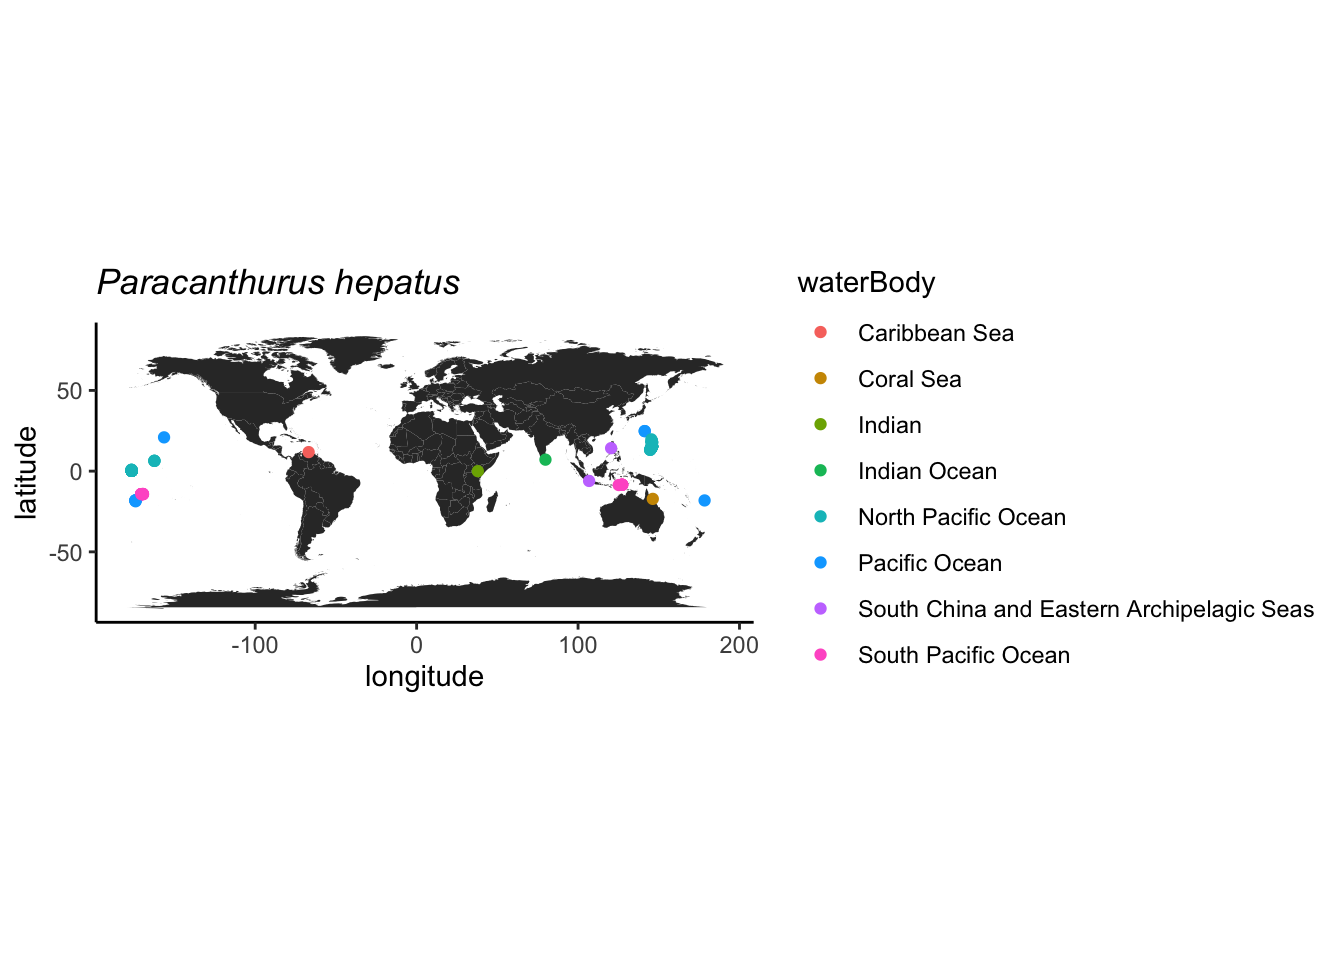 Paracanthurus hepatus
waterBody
Caribbean Sea
Coral Sea
Indian
Indian Ocean
North Pacific Ocean
Pacific Ocean
South China and Eastern Archipelagic Seas
South Pacific Ocean
latitude
50
0
-50
-100
0
100
200
longitude